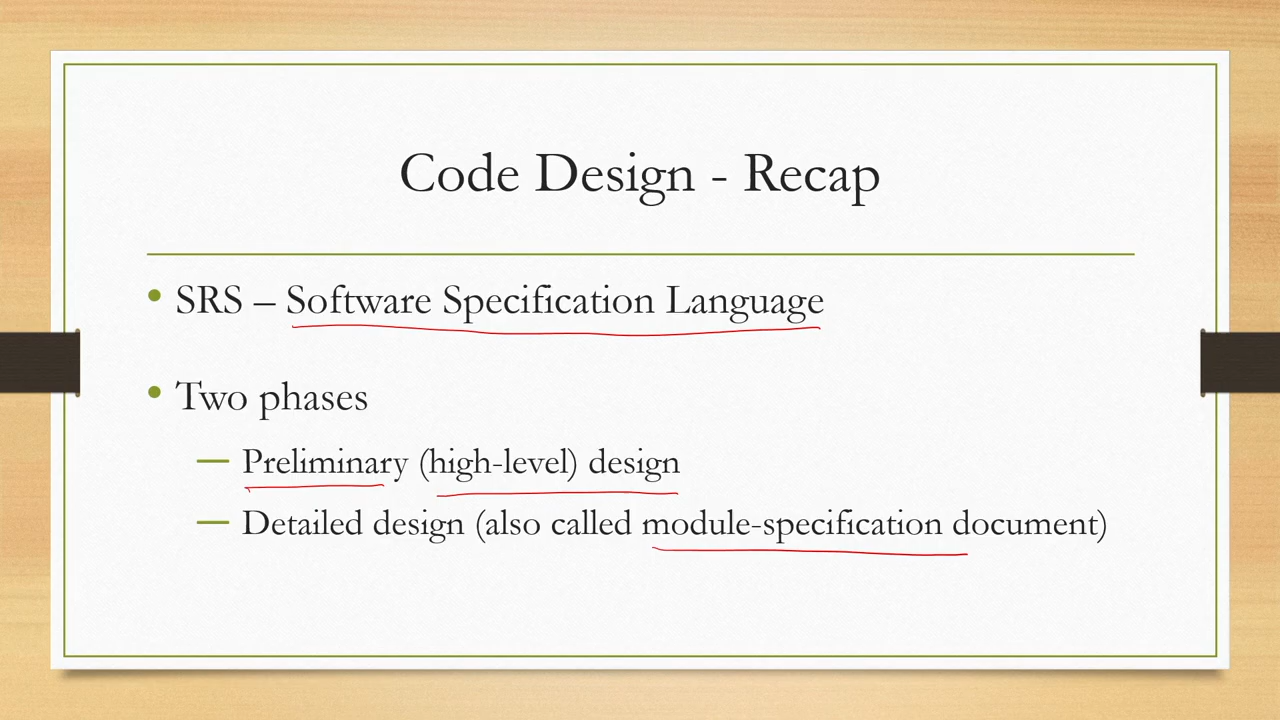 Code Design - Recap
• SRS – Software Specification Language
• Two phases
— Preliminary (high-level) design
— Detailed design (also called module-specification document)